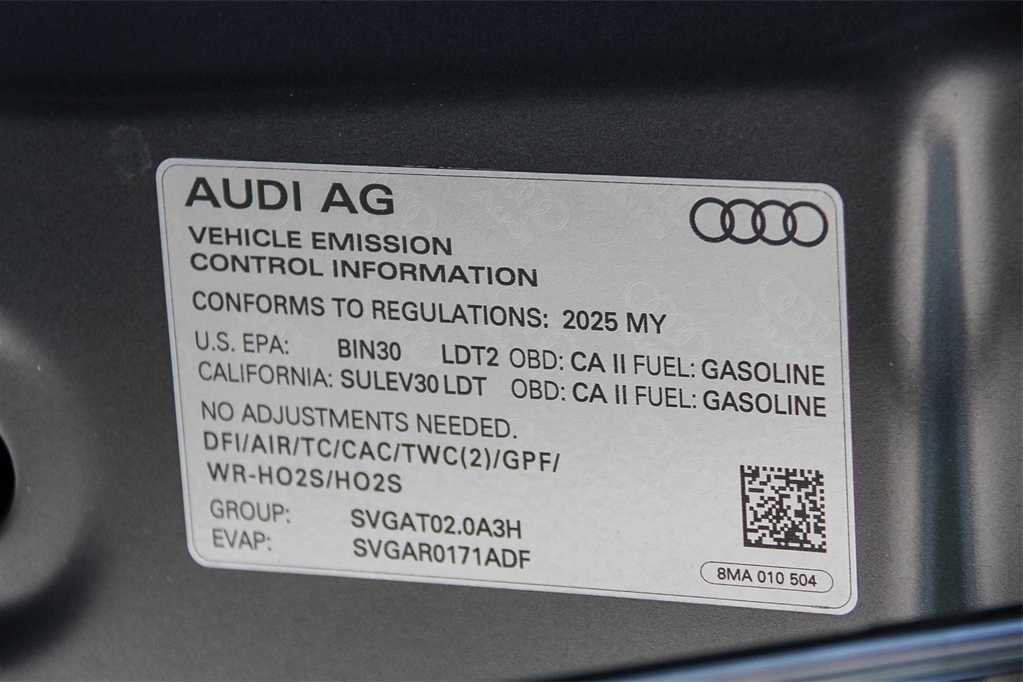 AUDI AG
VEHICLE EMISSION
CONTROL INFORMATION
CONFORMS TO REGULATIONS: 2025 MY
U.S. EPA: BIN30 LDT2 OBD: CA II FUEL: GASOLINE
CALIFORNIA: SULEV30 LDT OBD: CA II FUEL: GASOLINE
NO ADJUSTMENTS NEEDED.
DFI/AIR/TC/CAC/TWC(2)/GPF/
WR-HO2S/HO2S
GROUP: SVGAT02.0A3H
EVAP: SVGAR0171ADF
8MA 010 504